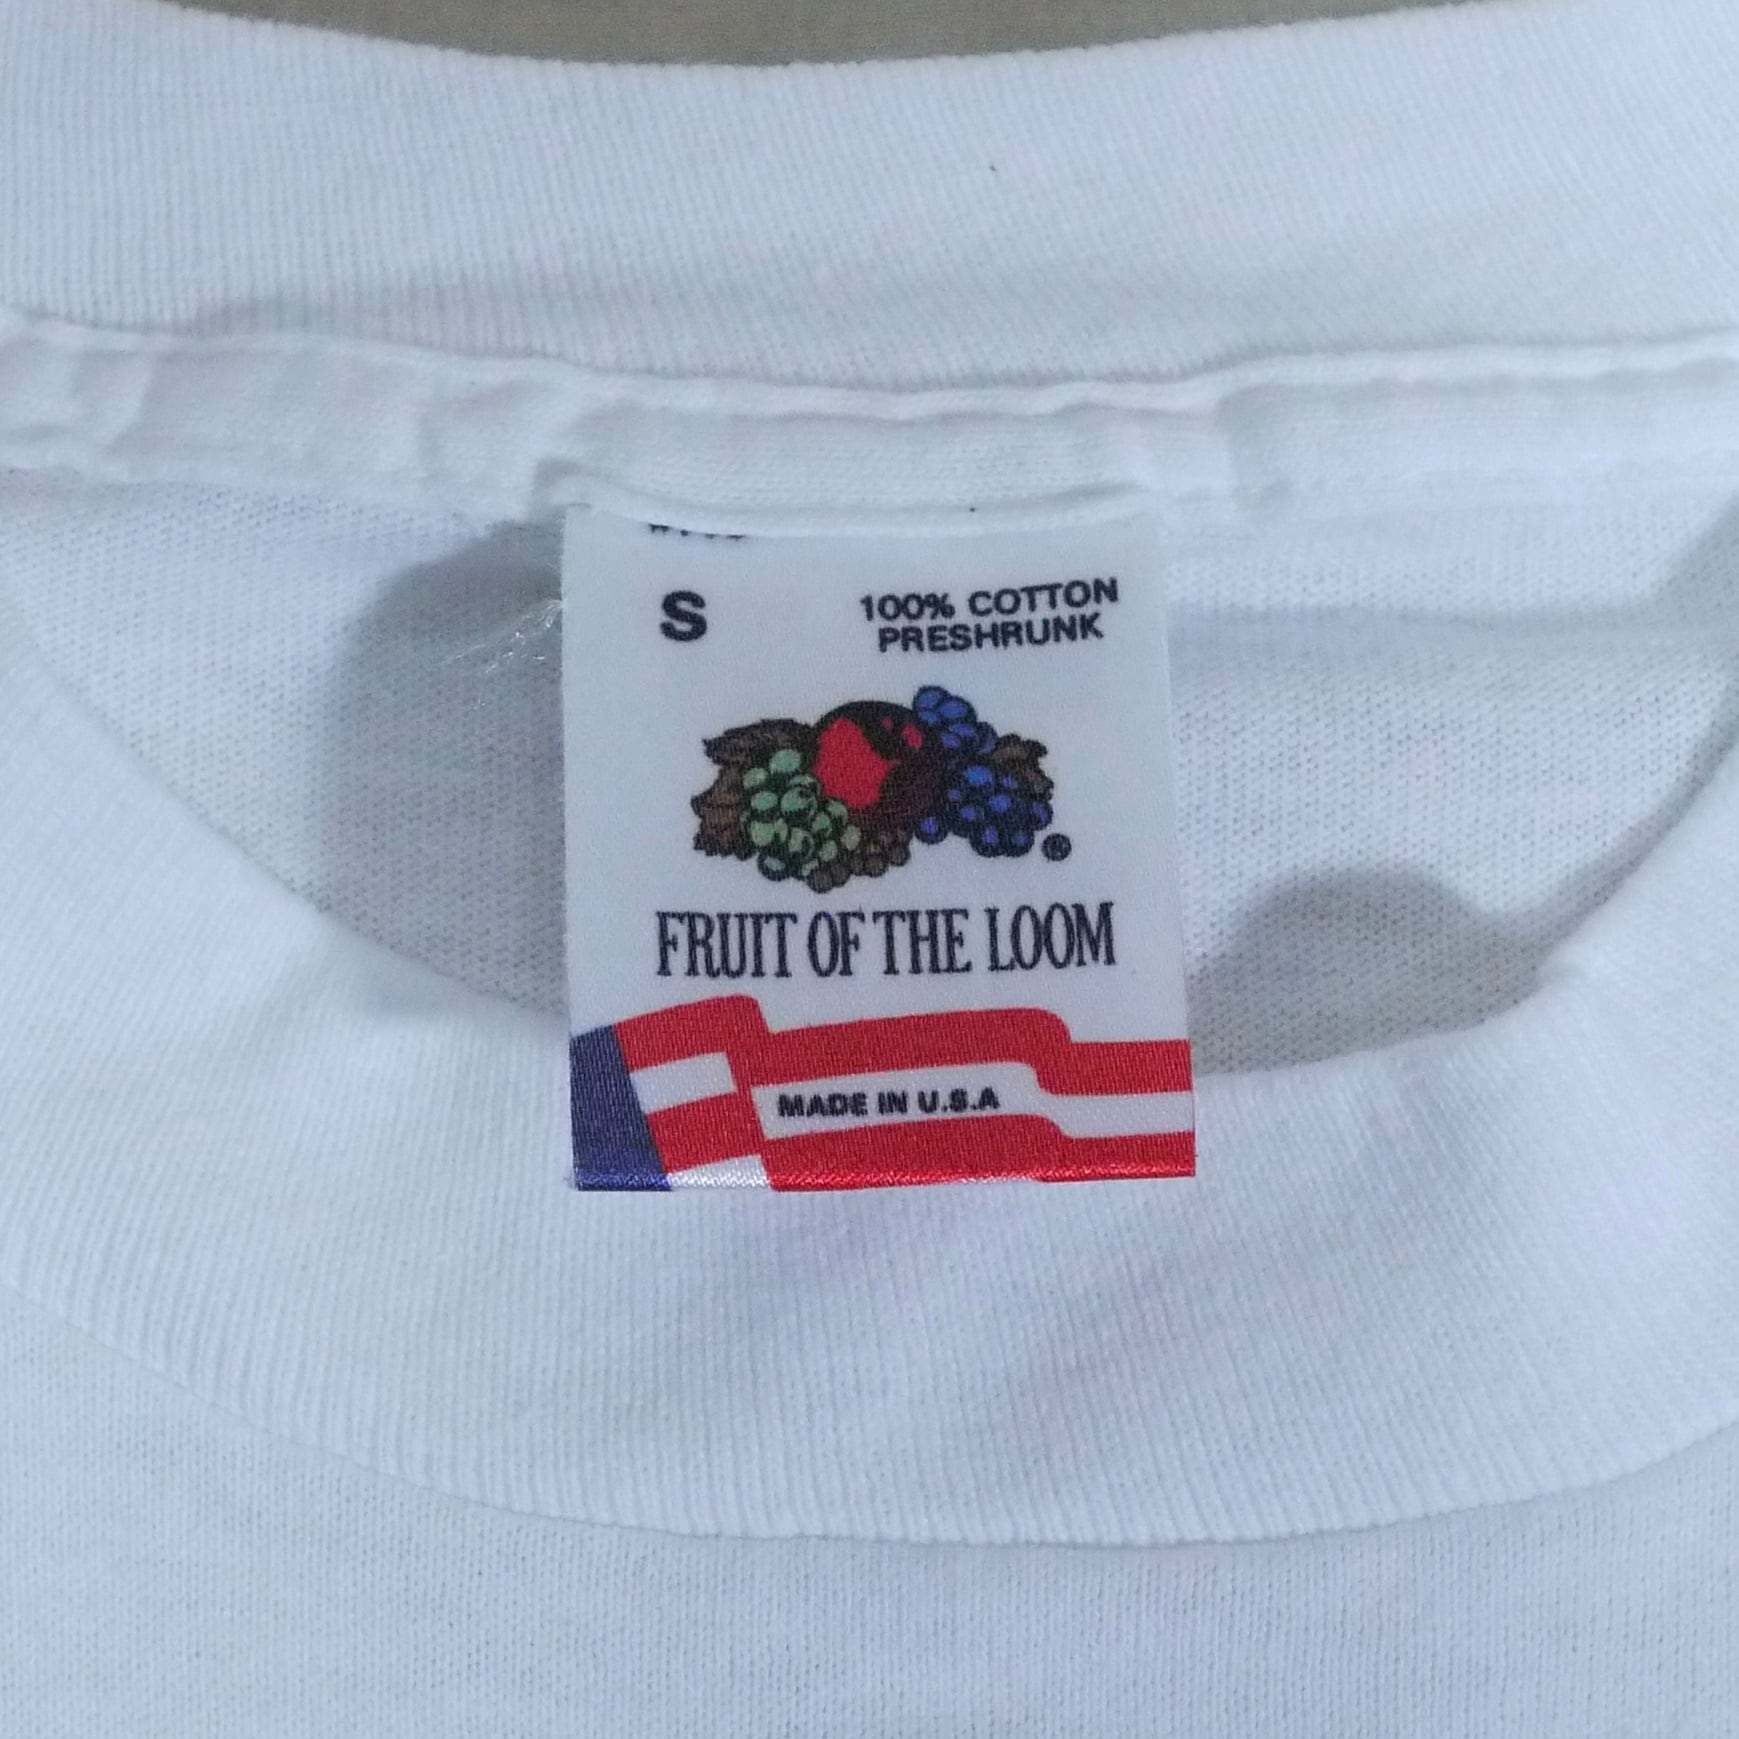 S
100% COTTON
PRESHRUNK
®
FRUIT OF THE LOOM
MADE IN U.S.A